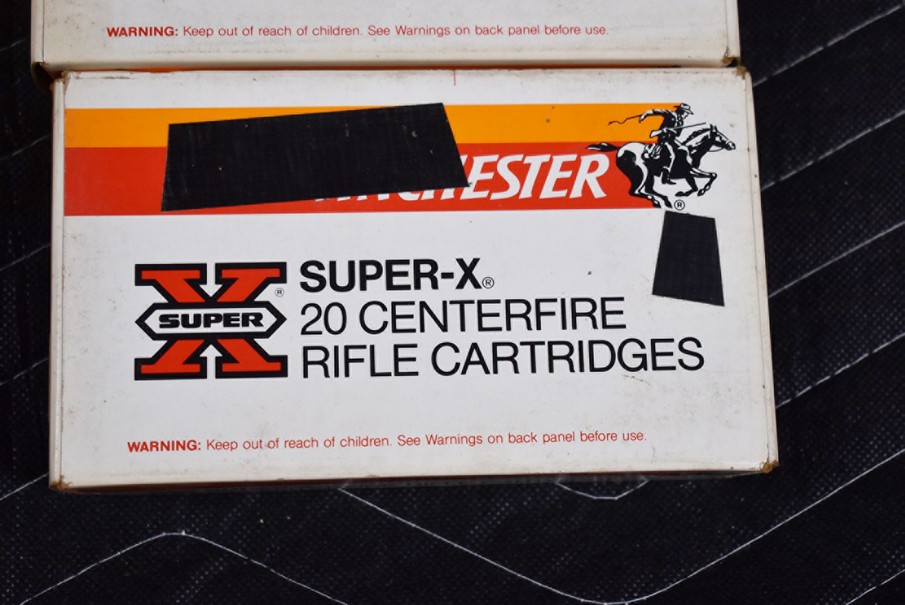 WARNING: Keep out of reach of children. See Warnings on back panel before use.
WINCHESTER
®
X
SUPER
®
SUPER-X®
20 CENTERFIRE
RIFLE CARTRIDGES
WARNING: Keep out of reach of children. See Warnings on back panel before use.